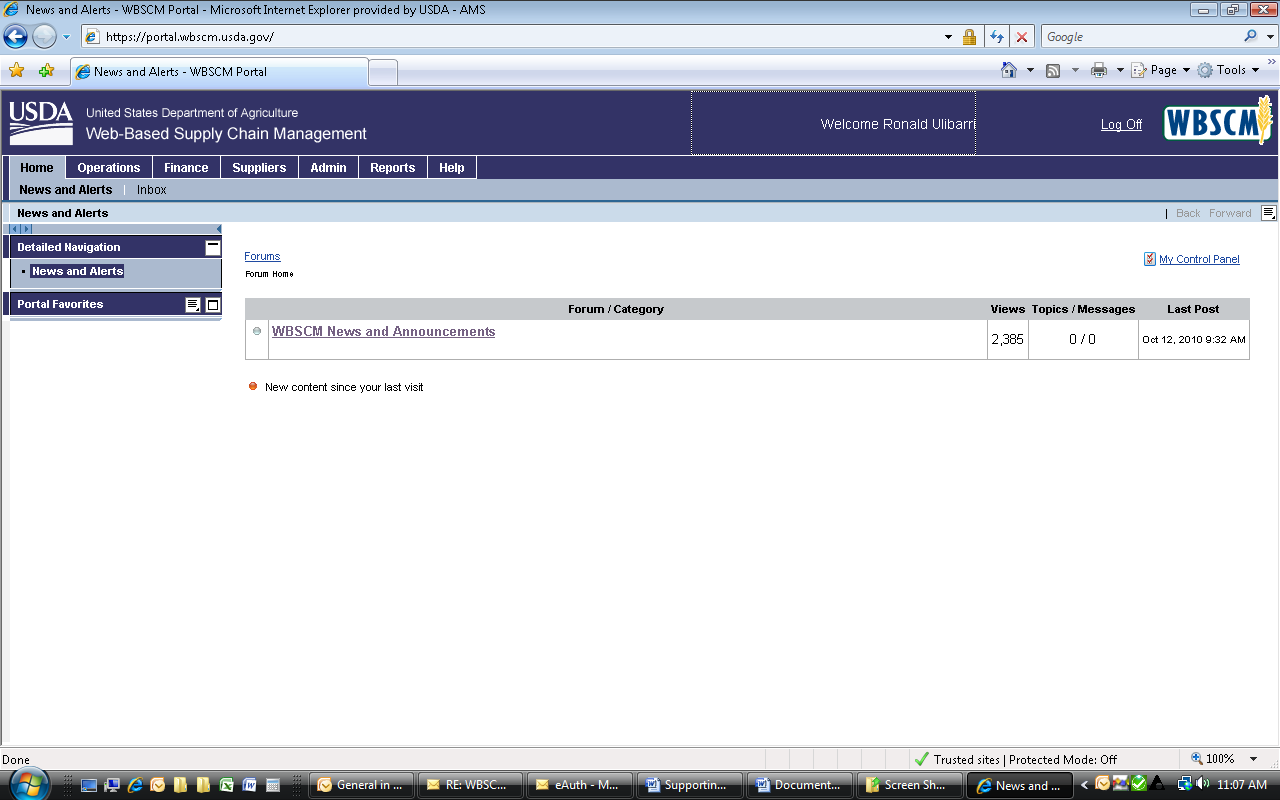 News and Alerts - WBSCM Portal - Microsoft Internet Explorer provided by USDA - AMS
https://portal.wbscm.usda.gov/
Google
News and Alerts - WBSCM Portal
Page Tools
USDA United States Department of Agriculture
Web-Based Supply Chain Management
Welcome Ronald Ulibarr
Log Off
WBSCM
Home Operations Finance Suppliers Admin Reports Help
News and Alerts | Inbox
News and Alerts | Back Forward
Detailed Navigation
• News and Alerts
Portal Favorites
Forums
My Control Panel
Forum Home
Forum / Category Views Topics / Messages Last Post
WBSCM News and Announcements 2,385 0 / 0 Oct 12, 2010 9:32 AM
New content since your last visit
Done Trusted sites | Protected Mode: Off 100%
General in ... RE: WBSC... eAuth - M... Supportin... Document... Screen Sh... News and ... 11:07 AM